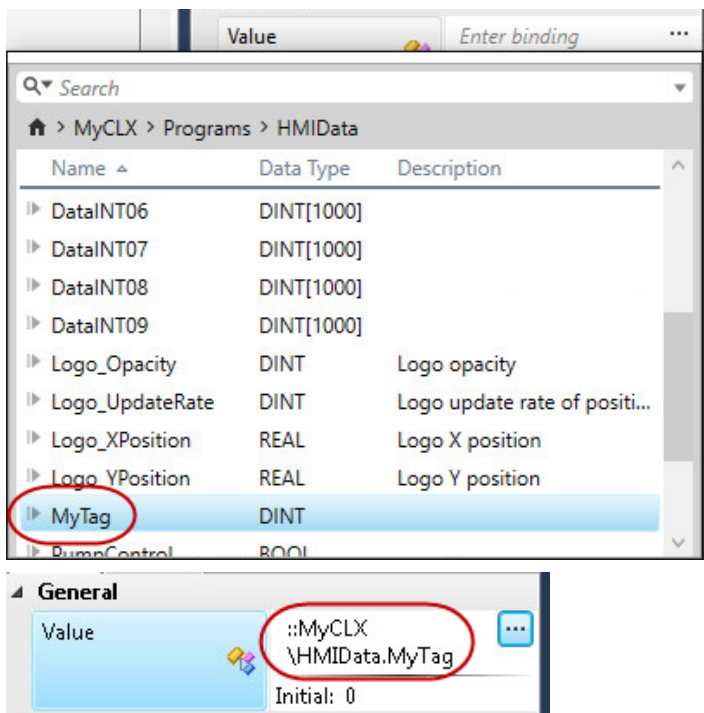 Value Enter binding ...
Search
> MyCLX > Programs > HMIData
Name Data Type Description
DataINT06 DINT[1000]
DataINT07 DINT[1000]
DataINT08 DINT[1000]
DataINT09 DINT[1000]
Logo_Opacity DINT Logo opacity
Logo_UpdateRate DINT Logo update rate of positi...
Logo_XPosition REAL Logo X position
Logo_YPosition REAL Logo Y position
MyTag DINT
PumpControl BOOL
General
Value ::MyCLX ...
\HMIData.MyTag
Initial: 0